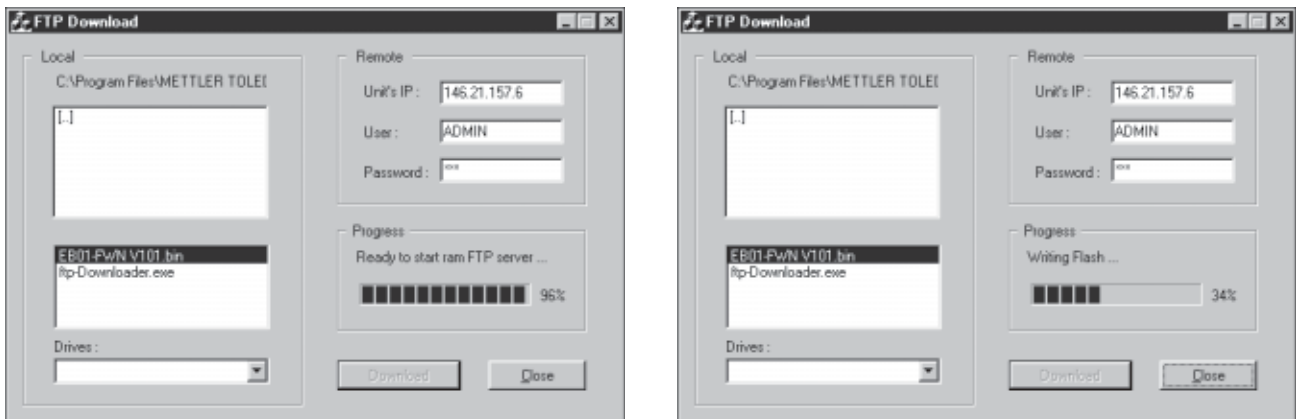 FTP Download
Local
C:\Program Files\METTLER TOLE
[..]
EB01-FWN V101.bin
ftp-Downloader.exe
Drives :
Remote
Unit's IP : 146.21.157.6
User : ADMIN
Password : ***
Progress
Ready to start ram FTP server ...
96%
Download
Close
FTP Download
Local
C:\Program Files\METTLER TOLE
[..]
EB01-FWN V101.bin
ftp-Downloader.exe
Drives :
Remote
Unit's IP : 146.21.157.6
User : ADMIN
Password : ***
Progress
Writing Flash ...
34%
Download
Close